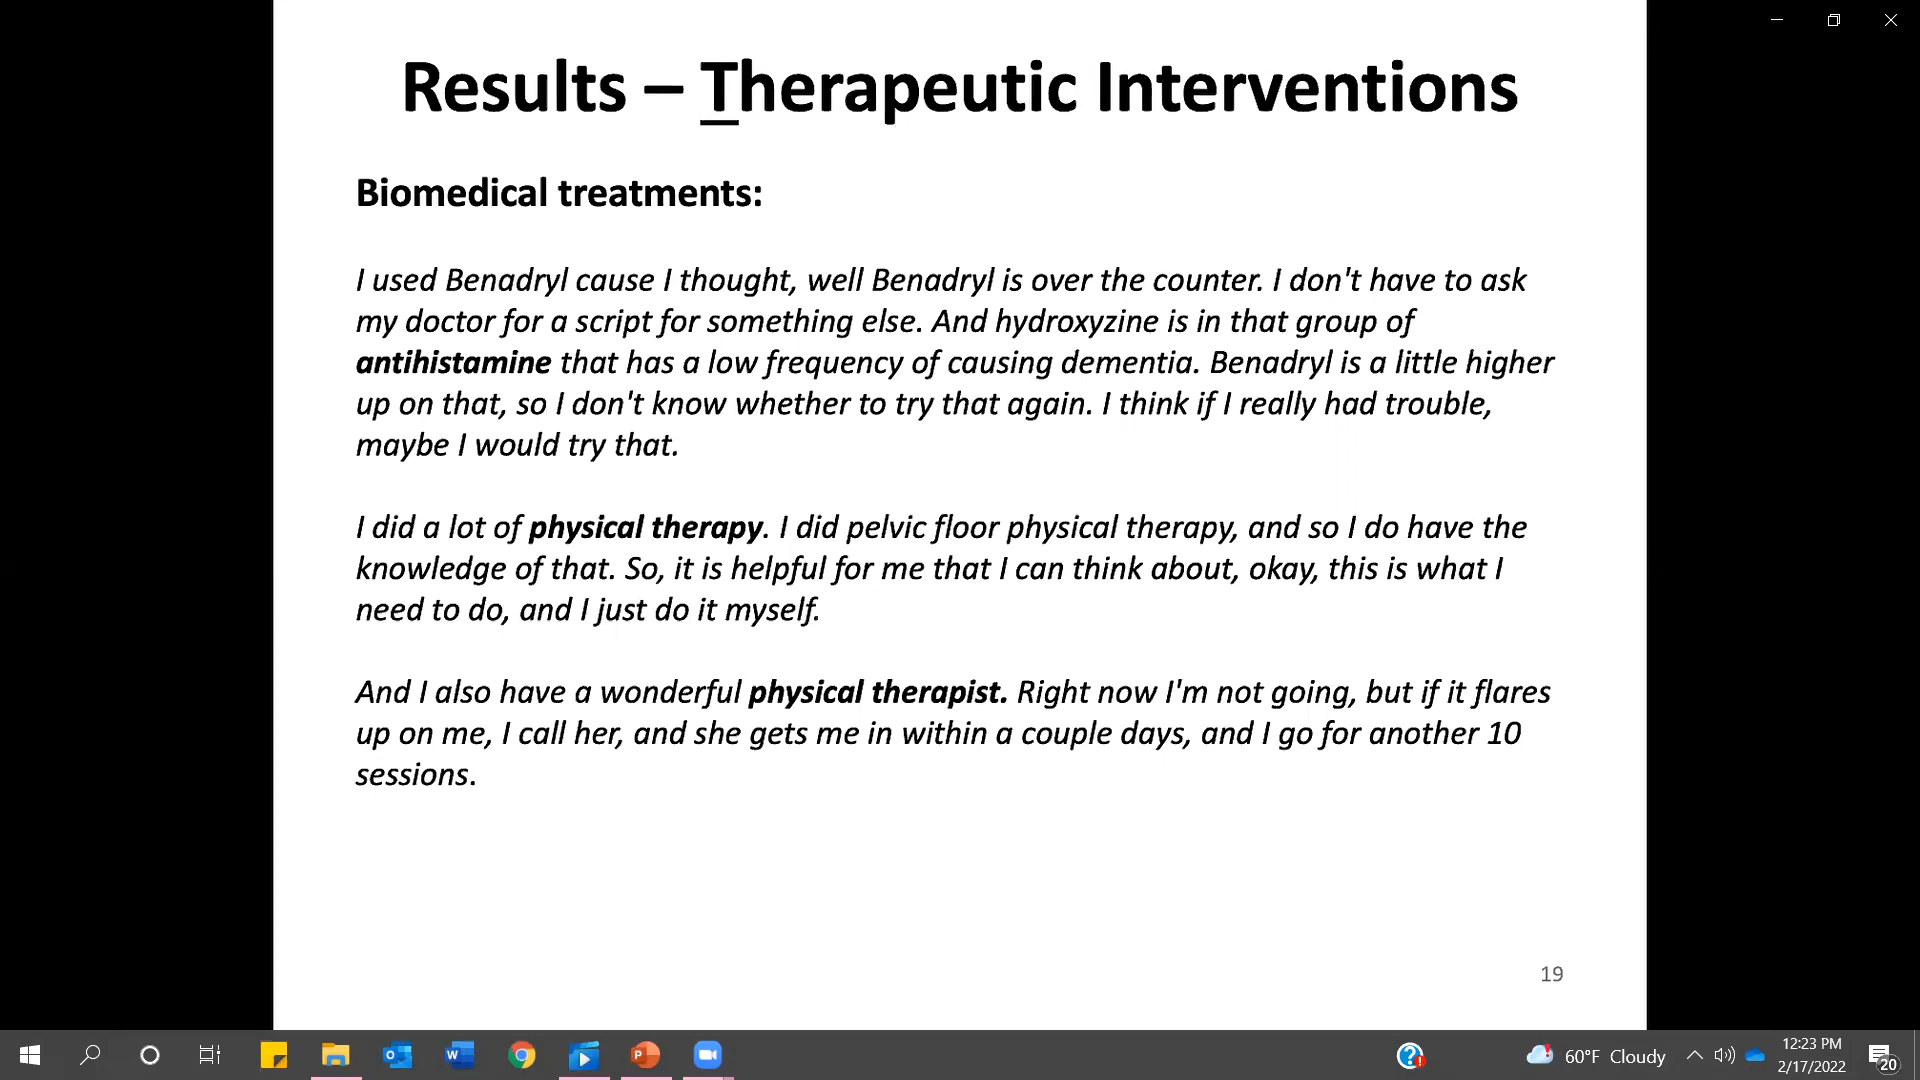 Results – Therapeutic Interventions
Biomedical treatments:
I used Benadryl cause I thought, well Benadryl is over the counter. I don't have to ask
my doctor for a script for something else. And hydroxyzine is in that group of
antihistamine that has a low frequency of causing dementia. Benadryl is a little higher
up on that, so I don't know whether to try that again. I think if I really had trouble,
maybe I would try that.
I did a lot of physical therapy. I did pelvic floor physical therapy, and so I do have the
knowledge of that. So, it is helpful for me that I can think about, okay, this is what I
need to do, and I just do it myself.
And I also have a wonderful physical therapist. Right now I'm not going, but if it flares
up on me, I call her, and she gets me in within a couple days, and I go for another 10
sessions.
19
60°F Cloudy
12:23 PM
2/17/2022
20